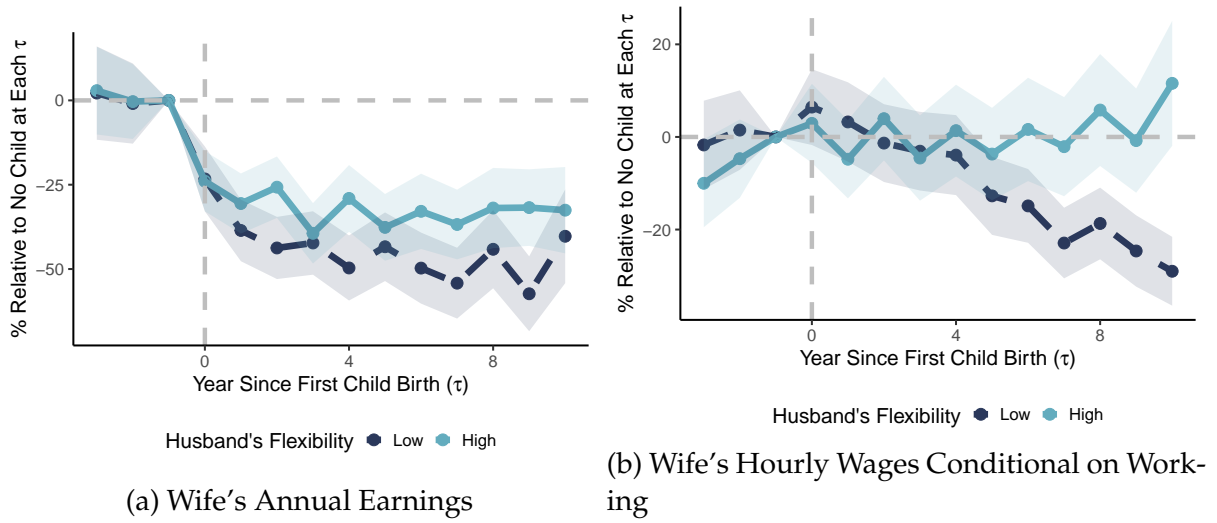 % Relative to No Child at Each τ
0
−25
−50
0
4
8
Year Since First Child Birth (τ)
Husband's Flexibility Low High
(a) Wife’s Annual Earnings
% Relative to No Child at Each τ
20
0
−20
0
4
8
Year Since First Child Birth (τ)
Husband's Flexibility Low High
(b) Wife’s Hourly Wages Conditional on Work-
ing